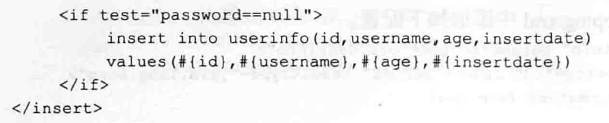 <if test="password==null">
insert into userinfo(id,username,age,insertdate)
values(#{id},#{username},#{age},#{insertdate})
</if>
</insert>